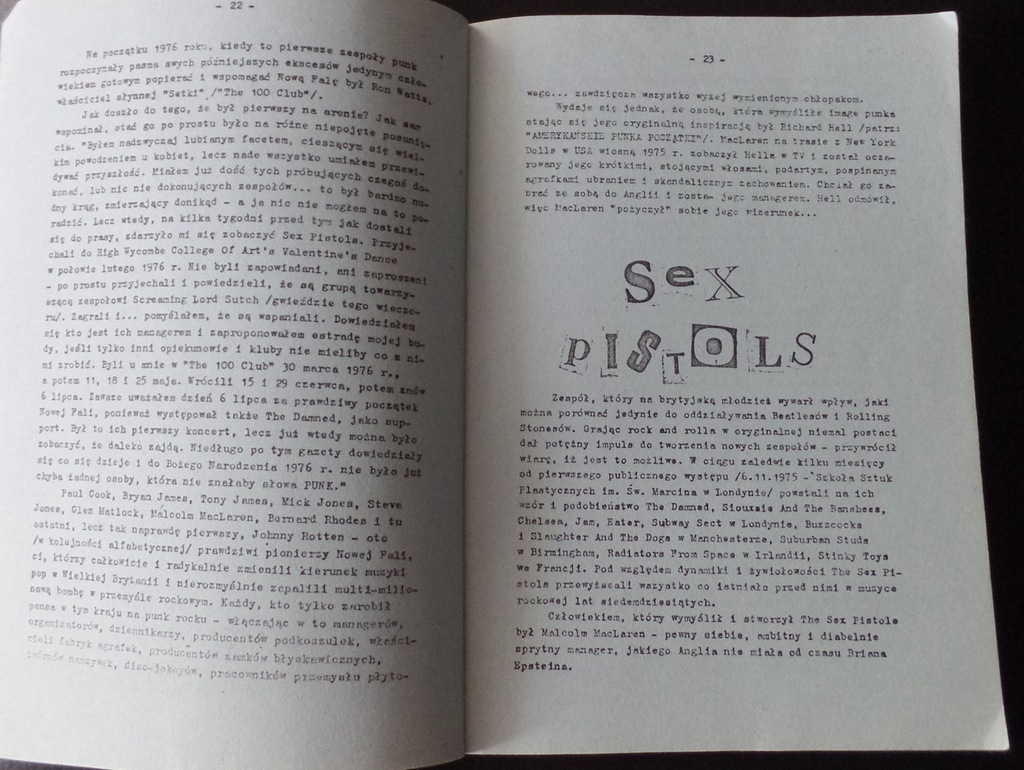 - 22 -
Na początku 1976 roku, kiedy to pierwsze zespoły punk
rozpoczynały pasma swych późniejszych ekscesów jedynym czło-
wiekiem gotowym popierać i wspomagać Nową Falę był Ron Watts,
właściciel słynnej "Setki" /"The 100 Club"/.
Jak doszło do tego, że był pierwszy na arenie? Jak sam
wspominał, stać go po prostu było na różne niepojęte posunię-
cia. "Byłem nadzwyczaj lubianym facetem, cieszącym się wiel-
kim powodzeniem u kobiet, lecz nade wszystko umiałem przewi-
dywać przyszłość. Miałem już dość tych próbujących czegoś do-
konać, lub nic nie dokonujących zespołów... to był bardzo nu-
dny krąg, zmierzający donikąd - a ja nic nie mogłem na to po-
radzić. Lecz wtedy, na kilka tygodni przed tym jak dostali
się do prasy, zdarzyło mi się zobaczyć Sex Pistols. Przyje-
chali do High Wycombe College Of Art's Valentine's Dance
w połowie lutego 1976 r. Nie byli zapowiadani, ani zaproszeni
- po prostu przyjechali i powiedzieli, że są grupą towarzy-
szącą zespołowi Screaming Lord Sutch /gwieździe tego wieczo-
ru/. Zagrali i... pomyślałem, że są wspaniali. Dowiedziałem
się kto jest ich managerem i zaproponowałem estradę mojej bu-
dy, jeśli tylko inni opiekunowie i kluby nie mieliby co z ni-
mi zrobić. Byli u mnie w "The 100 Club" 30 marca 1976 r.,
a potem 11, 18 i 25 maja. Wrócili 15 i 29 czerwca, potem znów
6 lipca. Zawsze uważałem dzień 6 lipca za prawdziwy początek
Nowej Fali, ponieważ występował także The Damned, jako sup-
port. Był to ich pierwszy koncert, lecz już wtedy można było
zobaczyć, że daleko zajdą. Niedługo po tym gazety dowiedziały
się co się dzieje i do Bożego Narodzenia 1976 r. nie było już
chyba żadnej osoby, która nie znałaby słowa PUNK."
Paul Cook, Bryan James, Tony James, Mick Jones, Steve
Jones, Glen Matlock, Malcolm MacLaren, Bernard Rhodes i tu
ostatni, lecz tak naprawdę pierwszy, Johnny Rotten - oto
/w kolejności alfabetycznej/ prawdziwi pionierzy Nowej Fali,
ci, którzy całkowicie i radykalnie zmienili kierunek muzyki
pop w Wielkiej Brytanii i nierozmyślnie zapalili multi-milio-
nową bombę w przemyśle rockowym. Każdy, kto tylko zarobił
pensa w tym kraju na punk rocku - włączając w to managerów,
organizatorów, dziennikarzy, producentów podkoszulek, właści-
cieli fabryk agrafek, producentów zamków błyskawicznych,
twórców naszywek, disc-jokeyów, pracowników przemysłu płyto-
- 23 -
wego... zawdzięcza wszystko wyżej wymienionym chłopakom.
Wydaje się jednak, że osobą, która wymyśliła image punka
stając się jego oryginalną inspiracją był Richard Hell /patrz:
"AMERYKAŃSKIE PUNKA POCZĄTKI"/. MacLaren na trasie z New York
Dolls w USA wiosną 1975 r. zobaczył Hella w TV i został ocza-
rowany jego krótkimi, stojącymi włosami, podartym, pospinanym
agrafkami ubraniem i skandalicznym zachowaniem. Chciał go za-
brać ze sobą do Anglii i zostać jego managerem. Hell odmówił,
więc MacLaren "pożyczył" sobie jego wizerunek...
Sex
PISTOLS
Zespół, który na brytyjską młodzież wywarł wpływ, jaki
można porównać jedynie do oddziaływania Beatlesów i Rolling
Stonesów. Grając rock and rolla w oryginalnej niemal postaci
dał potężny impuls do tworzenia nowych zespołów - przywrócił
wiarę, iż jest to możliwe. W ciągu zaledwie kilku miesięcy
od pierwszego publicznego występu /6.11.1975 - Szkoła Sztuk
Plastycznych im. Św. Marcina w Londynie/ powstali na ich
wzór i podobieństwo The Damned, Siouxsie And The Banshees,
Chelsea, Jam, Eater, Subway Sect w Londynie, Buzzcocks
i Slaughter And The Dogs w Manchesterze, Suburban Studs
w Birmingham, Radiators From Space w Irlandii, Stinky Toys
we Francji. Pod względem dynamiki i żywiołowości The Sex Pi-
stols przewyższali wszystko co istniało przed nimi w muzyce
rockowej lat siedemdziesiątych.
Człowiekiem, który wymyślił i stworzył The Sex Pistols
był Malcolm MacLaren - pewny siebie, ambitny i diabelnie
sprytny manager, jakiego Anglia nie miała od czasu Briana
Epsteina.